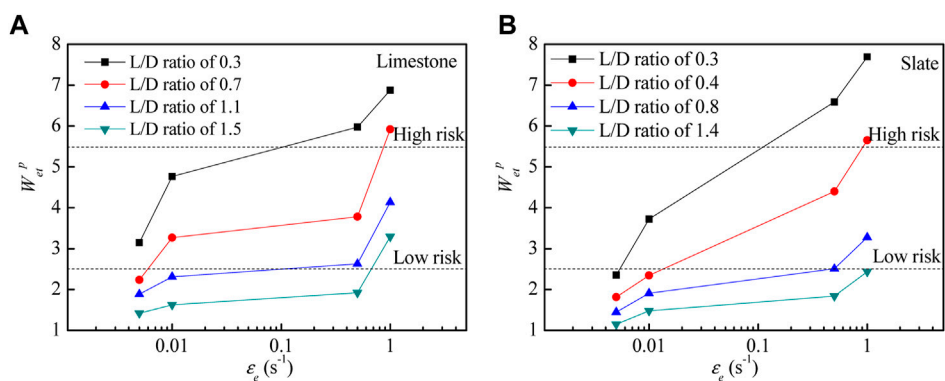 A
8
7
6
5
4
3
2
1
W_et^p
L/D ratio of 0.3
L/D ratio of 0.7
L/D ratio of 1.1
L/D ratio of 1.5
Limestone
High risk
Low risk
0.01 0.1 1
ε_e (s⁻¹)
B
8
7
6
5
4
3
2
1
W_et^p
L/D ratio of 0.3
L/D ratio of 0.4
L/D ratio of 0.8
L/D ratio of 1.4
Slate
High risk
Low risk
0.01 0.1 1
ε_e (s⁻¹)